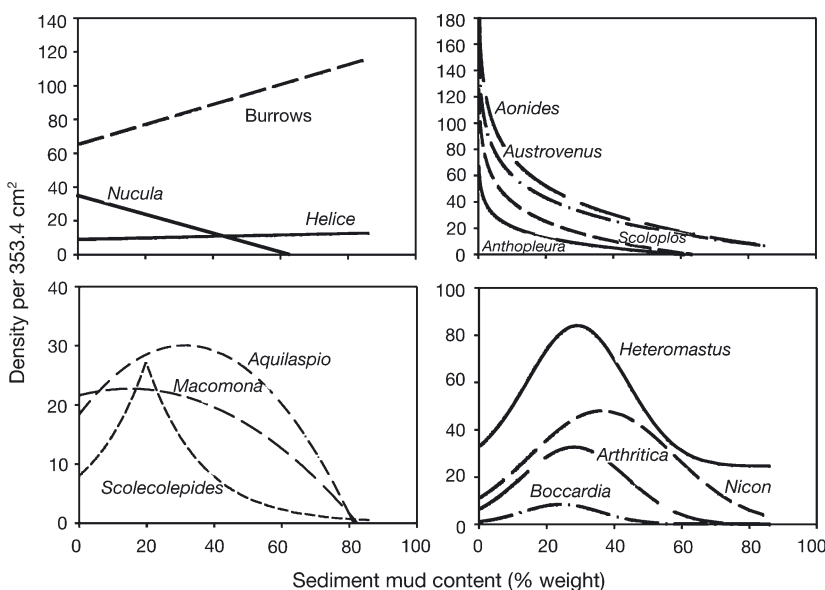 140
120
100
80
60
40
20
0
Burrows
Nucula
Helice
180
160
140
120
100
80
60
40
20
0
Aonides
Austrovenus
Scoloplos
Anthopleura
Density per 353.4 cm²
40
30
20
10
0
Aquilaspio
Macomona
Scolecolepides
0 20 40 60 80 100
100
80
60
40
20
0
Heteromastus
Arthritica
Nicon
Boccardia
0 20 40 60 80 100
Sediment mud content (% weight)